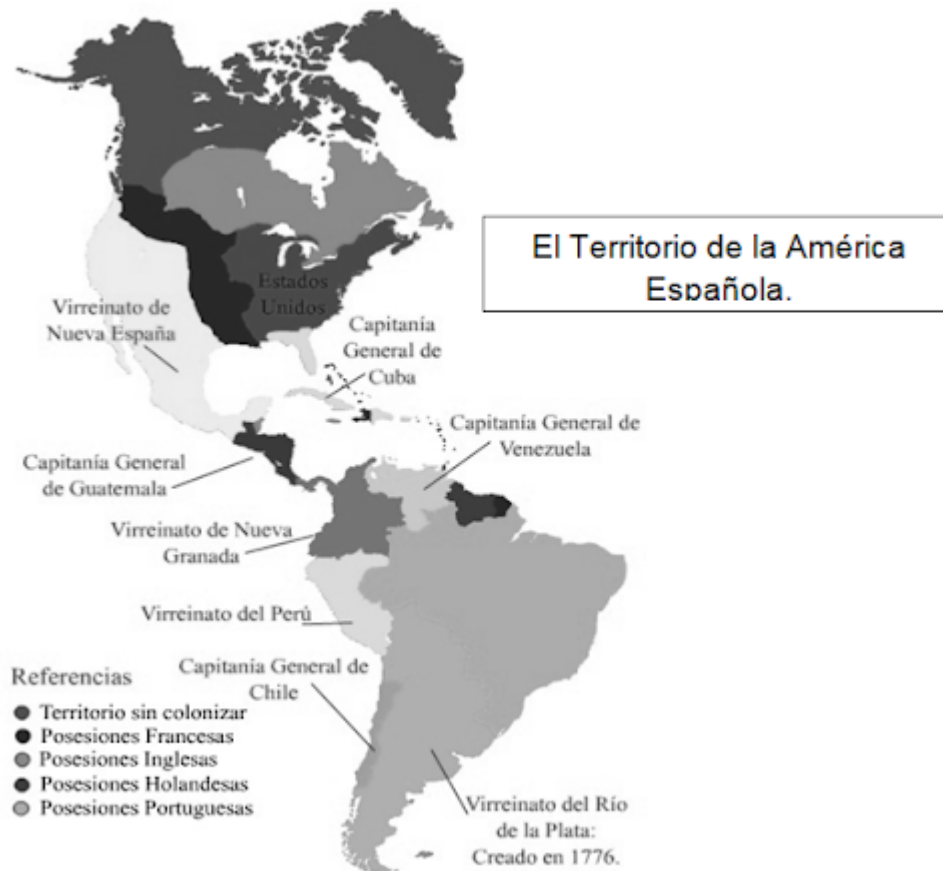 El Territorio de la América
Española.
Estados
Unidos
Virreinato de
Nueva España
Capitanía
General de
Cuba
Capitanía General de
Venezuela
Capitanía General
de Guatemala
Virreinato de Nueva
Granada
Virreinato del Perú
Capitanía General de
Chile
Referencias
Territorio sin colonizar
Posesiones Francesas
Posesiones Inglesas
Posesiones Holandesas
Posesiones Portuguesas
Virreinato del Río
de la Plata:
Creado en 1776.